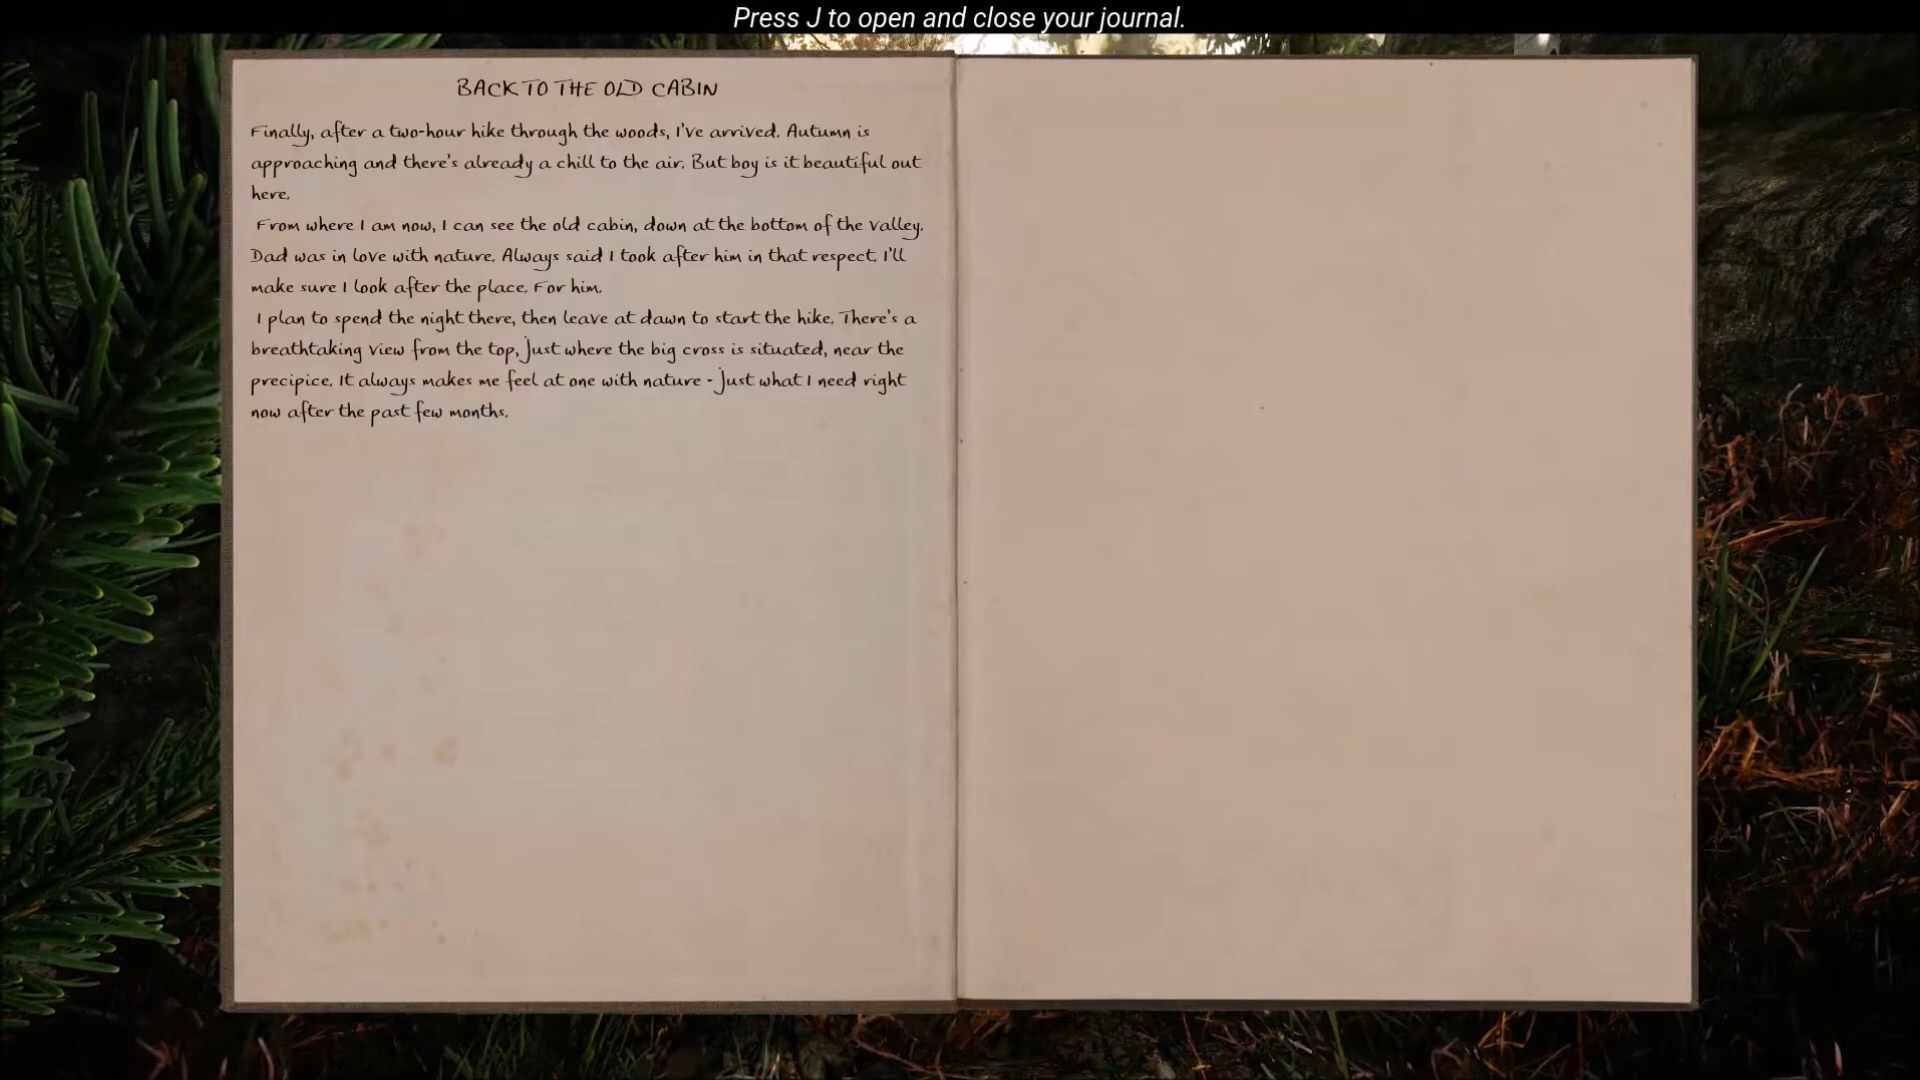 Press J to open and close your journal.
BACK TO THE OLD CABIN
Finally, after a two-hour hike through the woods, I've arrived. Autumn is
approaching and there's already a chill to the air. But boy is it beautiful out
here.
From where I am now, I can see the old cabin, down at the bottom of the valley.
Dad was in love with nature. Always said I took after him in that respect. I'll
make sure I look after the place. For him.
I plan to spend the night there, then leave at dawn to start the hike. There's a
breathtaking view from the top, just where the big cross is situated, near the
precipice. It always makes me feel at one with nature - just what I need right
now after the past few months.